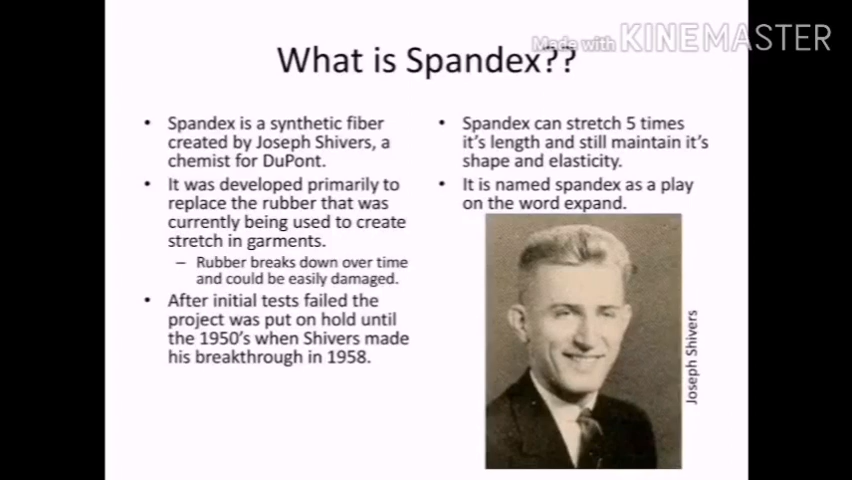 Made with KINEMASTER
What is Spandex??
• Spandex is a synthetic fiber
created by Joseph Shivers, a
chemist for DuPont.
• It was developed primarily to
replace the rubber that was
currently being used to create
stretch in garments.
– Rubber breaks down over time
and could be easily damaged.
• After initial tests failed the
project was put on hold until
the 1950's when Shivers made
his breakthrough in 1958.
• Spandex can stretch 5 times
it's length and still maintain it's
shape and elasticity.
• It is named spandex as a play
on the word expand.
Joseph Shivers